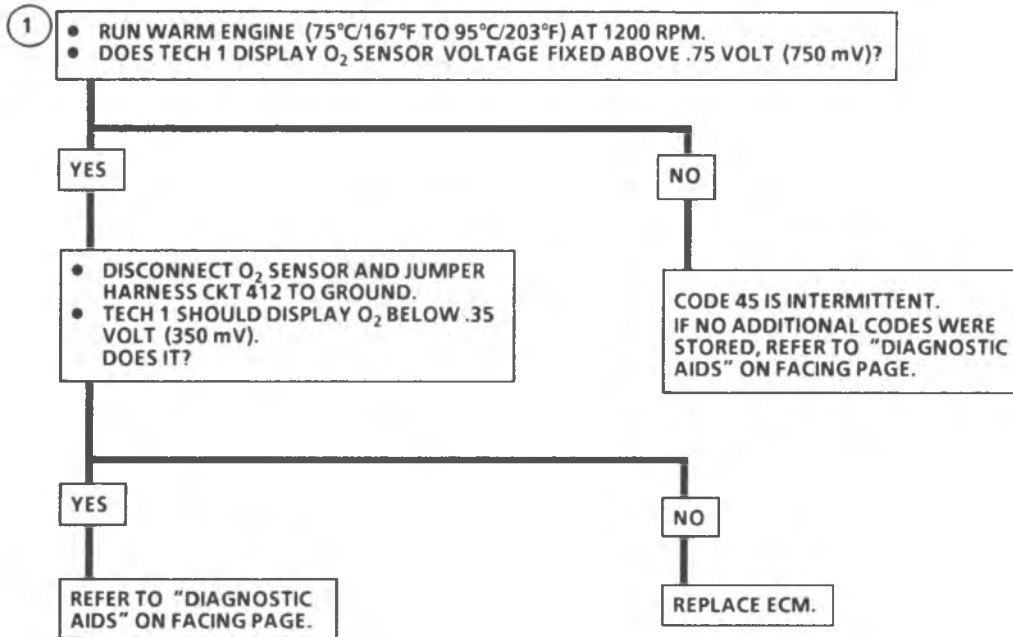 1
• RUN WARM ENGINE (75°C/167°F TO 95°C/203°F) AT 1200 RPM.
• DOES TECH 1 DISPLAY O₂ SENSOR VOLTAGE FIXED ABOVE .75 VOLT (750 mV)?
YES
NO
• DISCONNECT O₂ SENSOR AND JUMPER
HARNESS CKT 412 TO GROUND.
• TECH 1 SHOULD DISPLAY O₂ BELOW .35
VOLT (350 mV).
DOES IT?
CODE 45 IS INTERMITTENT.
IF NO ADDITIONAL CODES WERE
STORED, REFER TO "DIAGNOSTIC
AIDS" ON FACING PAGE.
YES
NO
REFER TO "DIAGNOSTIC
AIDS" ON FACING PAGE.
REPLACE ECM.